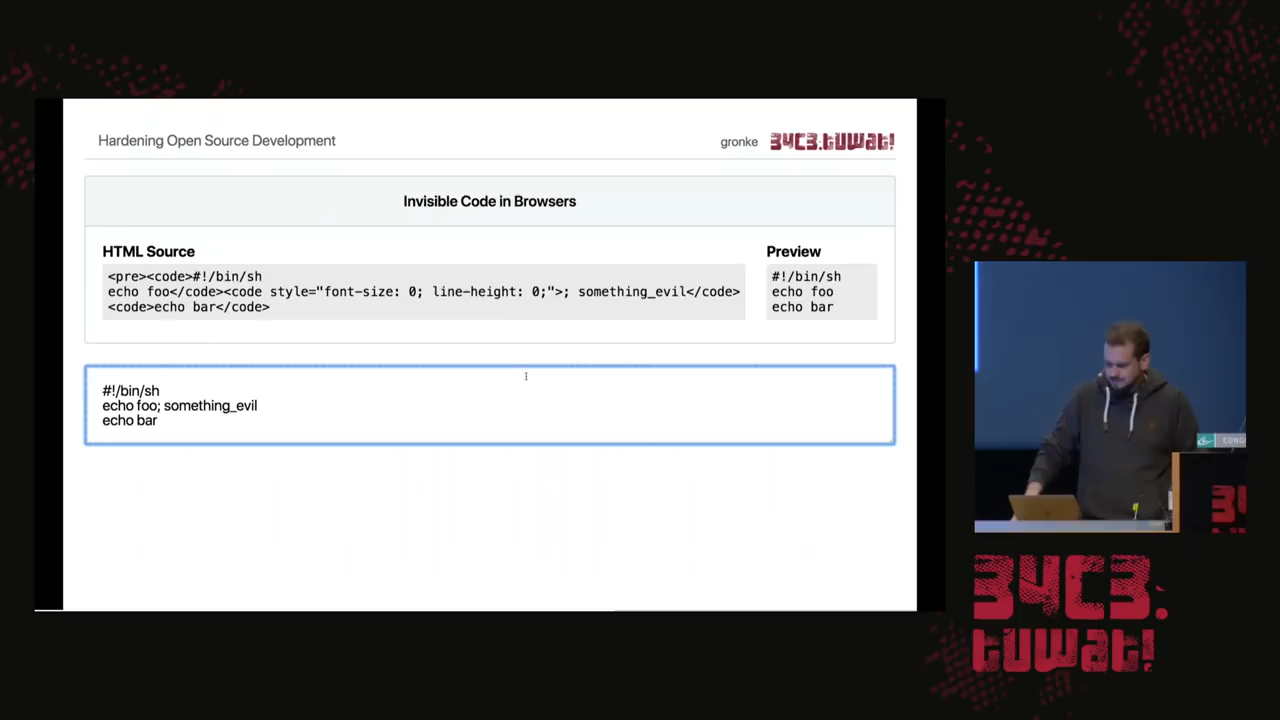 Hardening Open Source Development
gronke 34C3.tuwat!
Invisible Code in Browsers
HTML Source
<pre><code>#!/bin/sh
echo foo</code><code style="font-size: 0; line-height: 0;">; something_evil</code>
<code>echo bar</code>
Preview
#!/bin/sh
echo foo
echo bar
#!/bin/sh
echo foo; something_evil
echo bar
CONG
34C3.
tuwat!